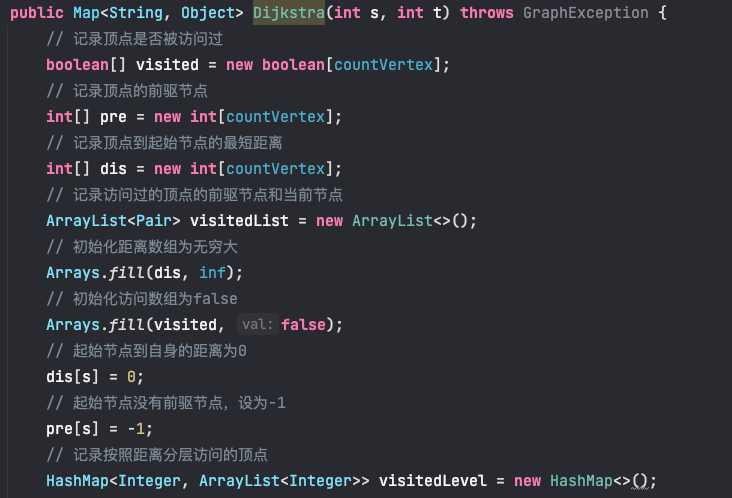 public Map<String, Object> Dijkstra(int s, int t) throws GraphException {
// 记录顶点是否被访问过
boolean[] visited = new boolean[countVertex];
// 记录顶点的前驱节点
int[] pre = new int[countVertex];
// 记录顶点到起始节点的最短距离
int[] dis = new int[countVertex];
// 记录访问过的顶点的前驱节点和当前节点
ArrayList<Pair> visitedList = new ArrayList<>();
// 初始化距离数组为无穷大
Arrays.fill(dis, inf);
// 初始化访问数组为false
Arrays.fill(visited, val: false);
// 起始节点到自身的距离为0
dis[s] = 0;
// 起始节点没有前驱节点，设为-1
pre[s] = -1;
// 记录按照距离分层访问的顶点
HashMap<Integer, ArrayList<Integer>> visitedLevel = new HashMap<>();